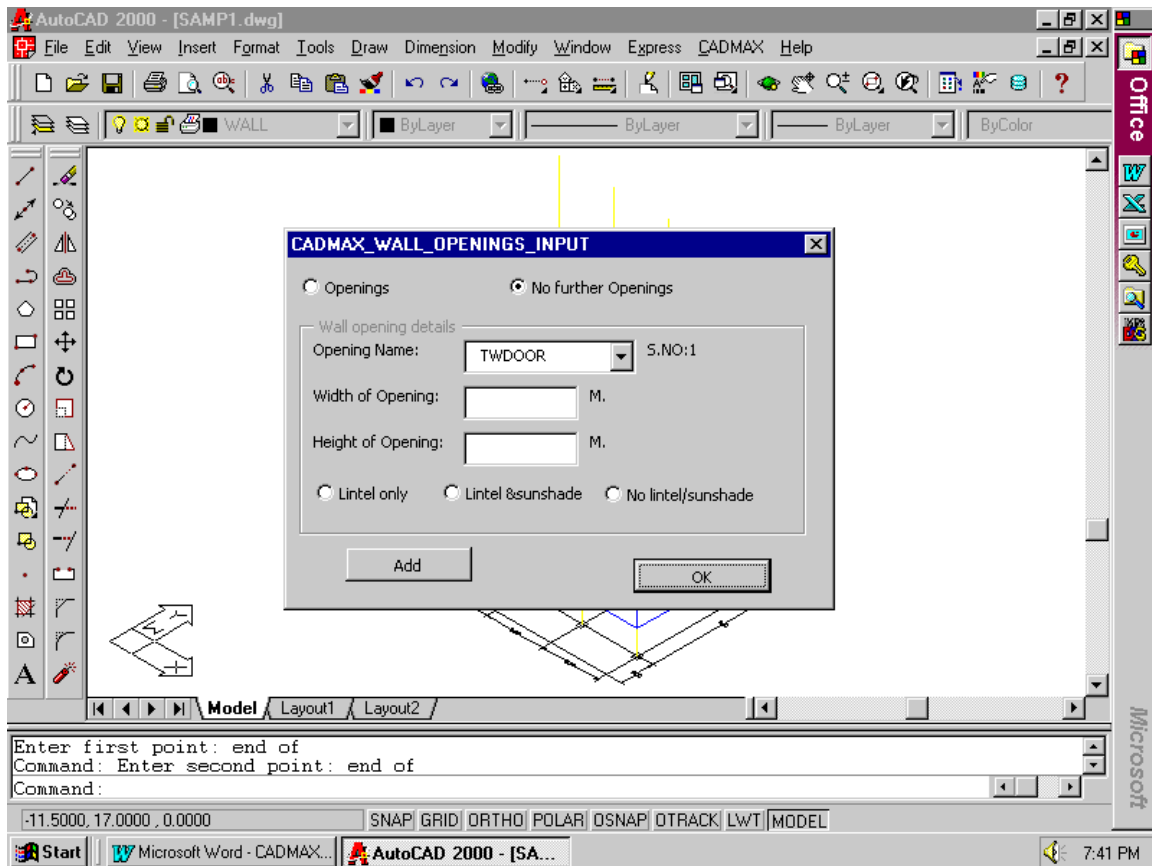 AutoCAD 2000 - [SAMP1.dwg]
File Edit View Insert Format Tools Draw Dimension Modify Window Express CADMAX Help
WALL ByLayer ByLayer ByLayer ByColor
Office
CADMAX_WALL_OPENINGS_INPUT
Openings No further Openings
Wall opening details
Opening Name: TWDOOR S.NO:1
Width of Opening: M.
Height of Opening: M.
Lintel only Lintel &sunshade No lintel/sunshade
Add OK
A
Model Layout1 Layout2
Microsoft
Enter first point: end of
Command: Enter second point: end of
Command:
-11.5000, 17.0000 , 0.0000 SNAP GRID ORTHO POLAR OSNAP OTRACK LWT MODEL
Start Microsoft Word - CADMAX... AutoCAD 2000 - [SA... 7:41 PM